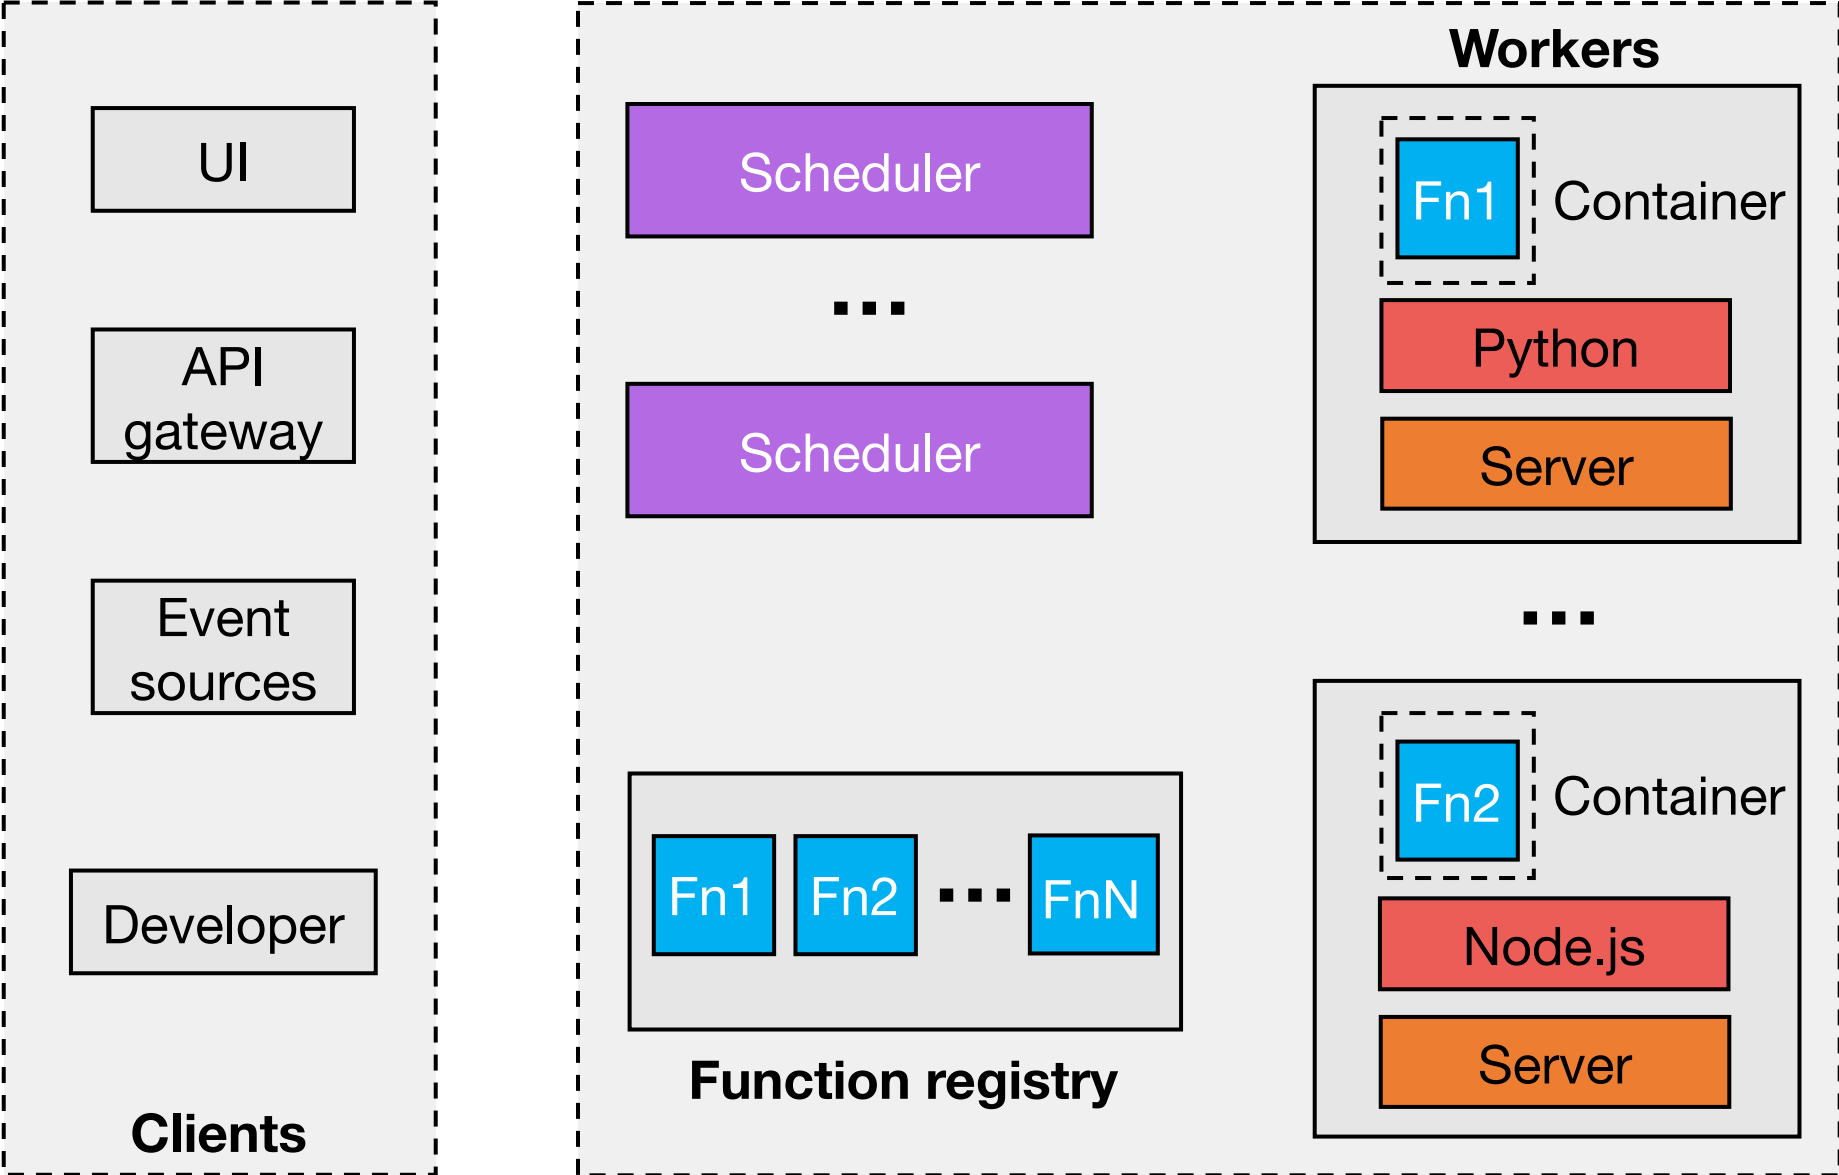 UI
API
gateway
Event
sources
Developer
Clients
Scheduler
...
Scheduler
Fn1
Fn2
...
FnN
Function registry
Workers
Fn1
Container
Python
Server
...
Fn2
Container
Node.js
Server